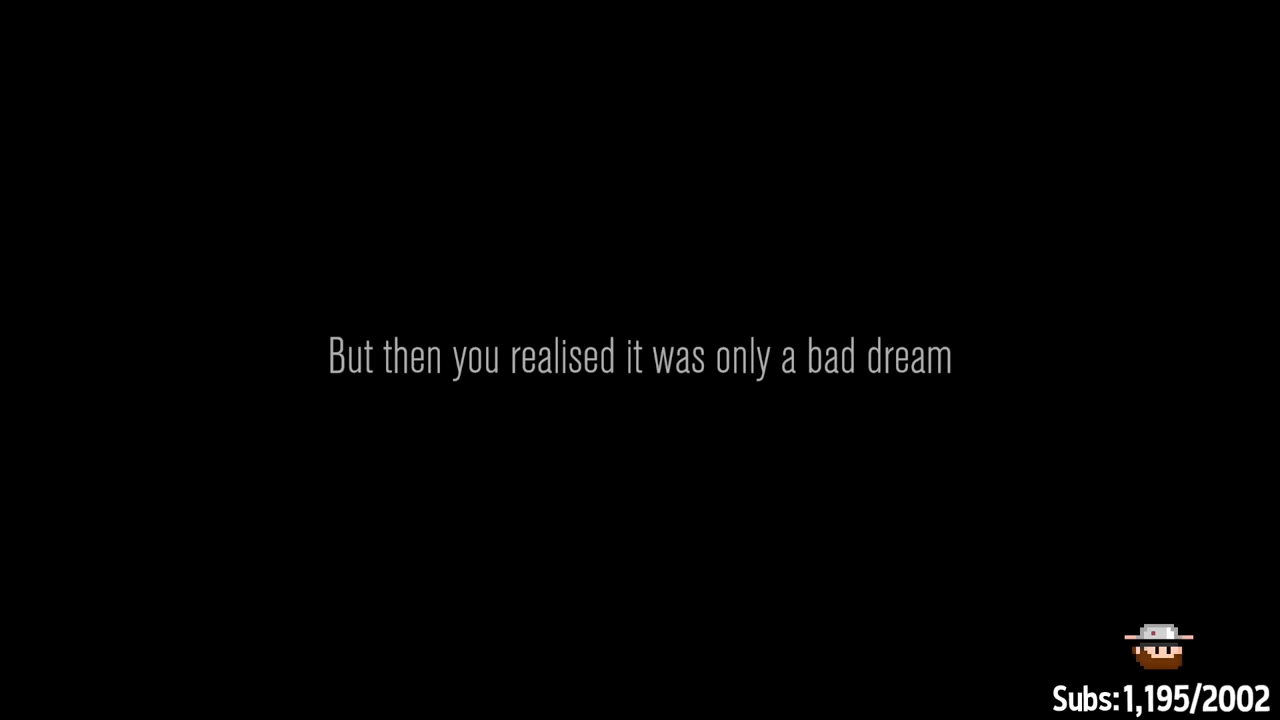 But then you realised it was only a bad dream
Subs:1,195/2002